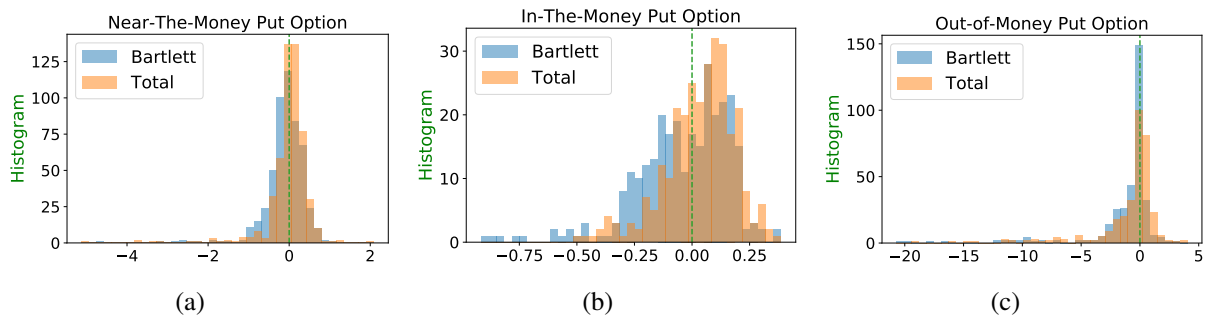 Near-The-Money Put Option
Histogram
125
100
75
50
25
0
Bartlett
Total
−4
−2
0
2
(a)
In-The-Money Put Option
Histogram
30
20
10
0
Bartlett
Total
−0.75
−0.50
−0.25
0.00
0.25
(b)
Out-of-Money Put Option
Histogram
150
100
50
0
Bartlett
Total
−20
−15
−10
−5
0
5
(c)